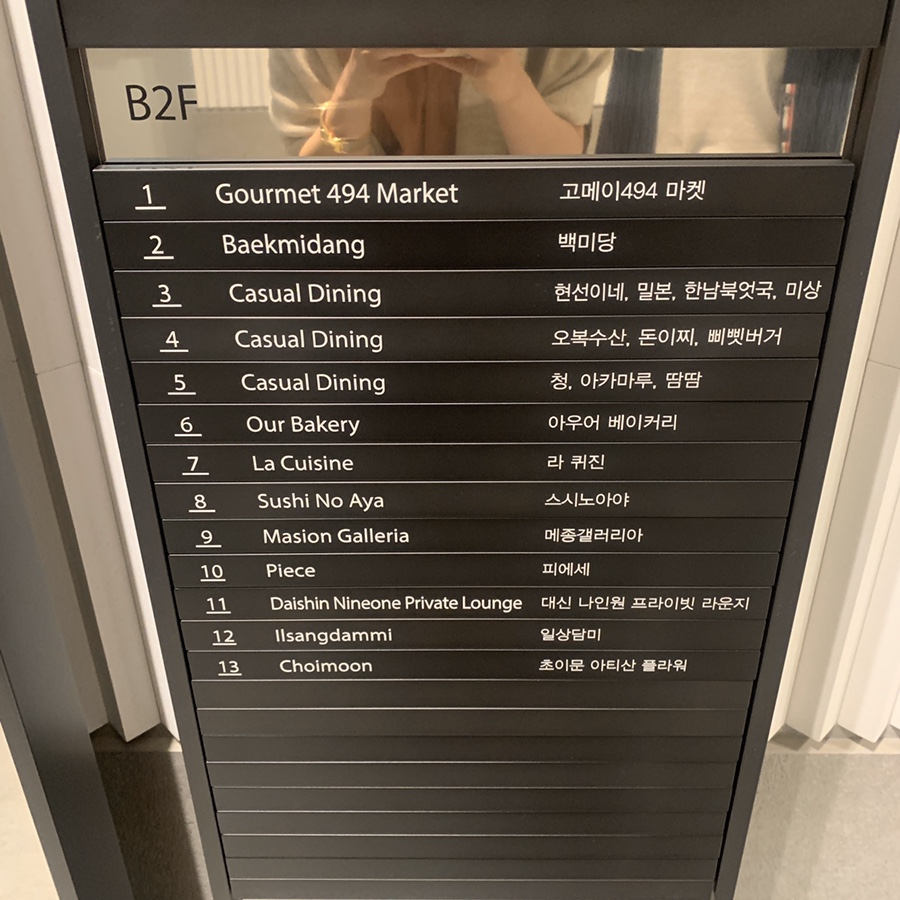 B2F
1 Gourmet 494 Market 고메이494 마켓
2 Baekmidang 백미당
3 Casual Dining 현선이네, 밀본, 한남북엇국, 미상
4 Casual Dining 오복수산, 돈이찌, 삐삣버거
5 Casual Dining 청, 아카마루, 땀땀
6 Our Bakery 아우어 베이커리
7 La Cuisine 라 퀴진
8 Sushi No Aya 스시노아야
9 Masion Galleria 메종갤러리아
10 Piece 피에세
11 Daishin Nineone Private Lounge 대신 나인원 프라이빗 라운지
12 Ilsangdammi 일상담미
13 Choimoon 초이문 아티산 플라워